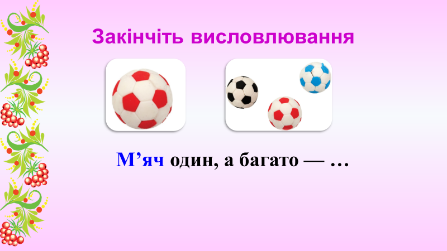 Закінчіть висловлювання
М’яч один, а багато — …